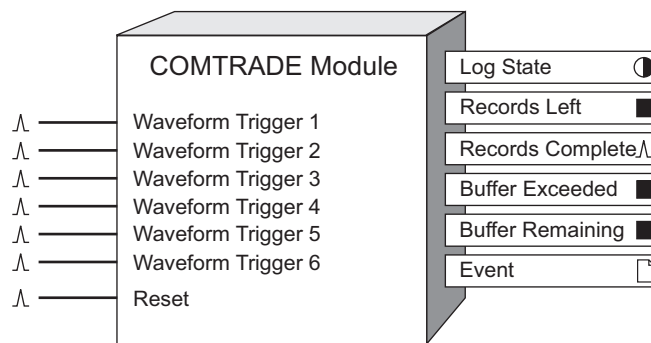 COMTRADE Module
Waveform Trigger 1
Waveform Trigger 2
Waveform Trigger 3
Waveform Trigger 4
Waveform Trigger 5
Waveform Trigger 6
Reset
Log State
Records Left
Records Complete
Buffer Exceeded
Buffer Remaining
Event